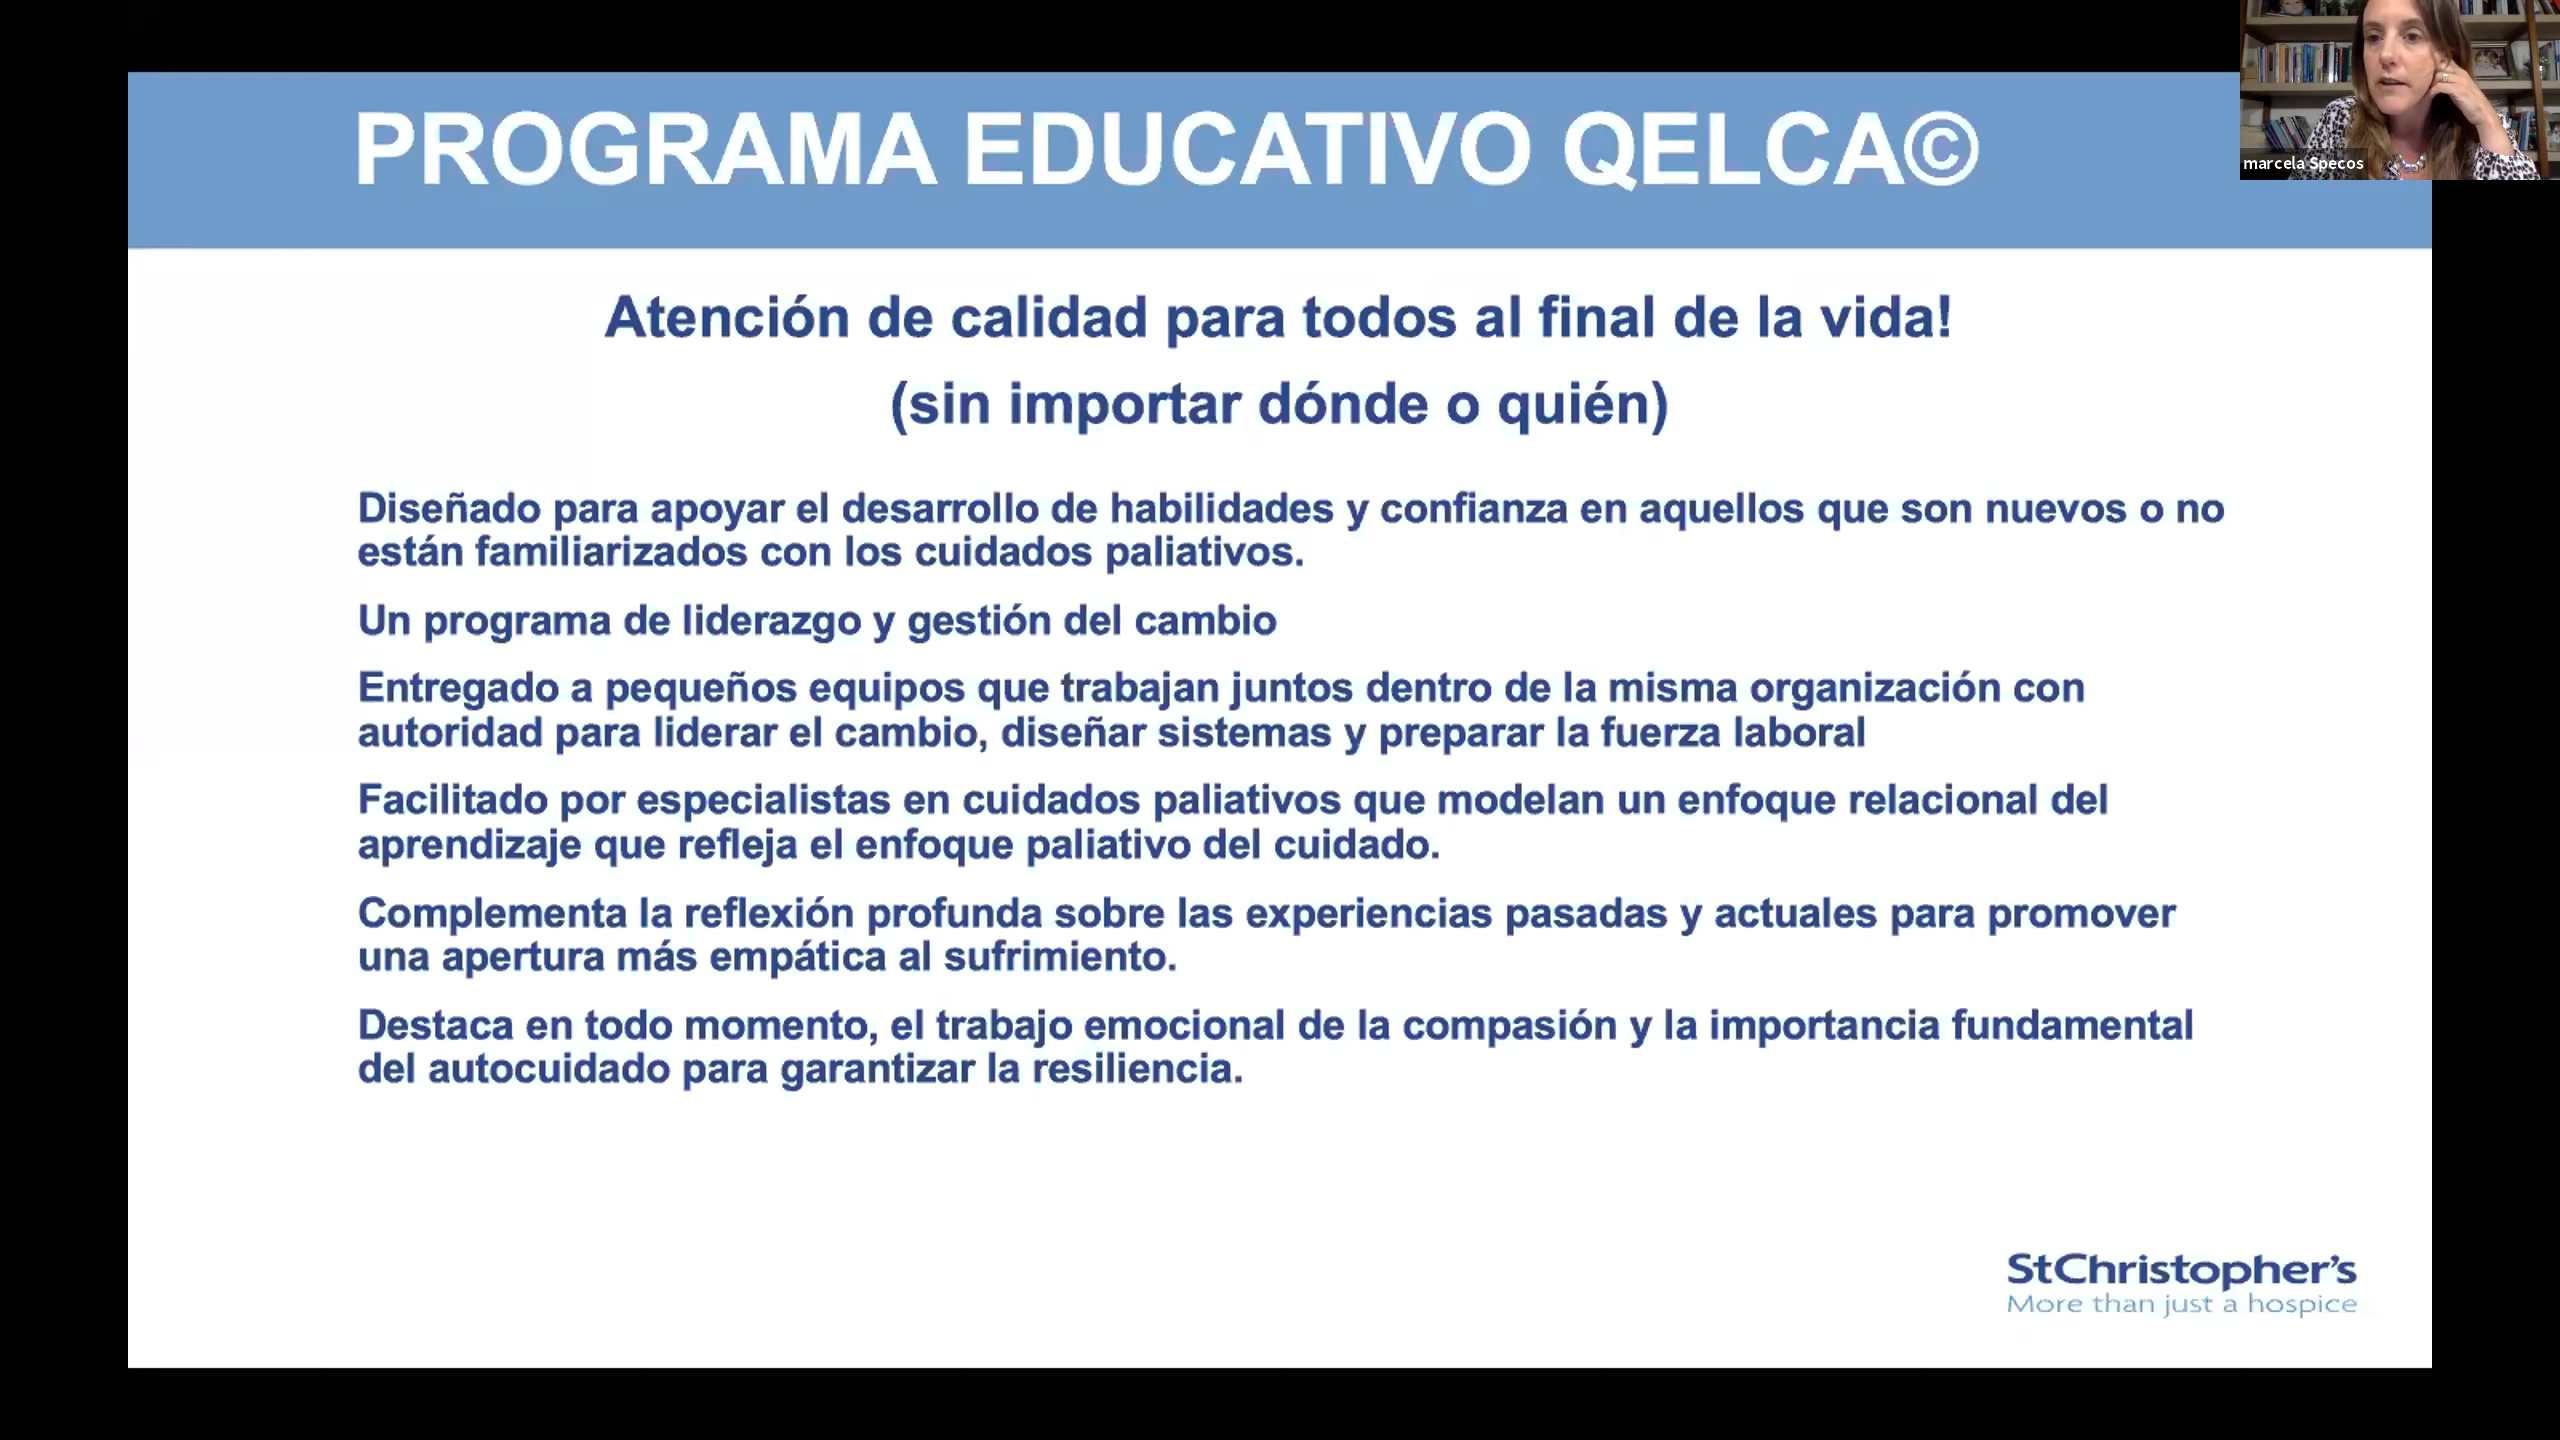 PROGRAMA EDUCATIVO QELCA©
marcela Specos
Atención de calidad para todos al final de la vida!
(sin importar dónde o quién)
Diseñado para apoyar el desarrollo de habilidades y confianza en aquellos que son nuevos o no
están familiarizados con los cuidados paliativos.
Un programa de liderazgo y gestión del cambio
Entregado a pequeños equipos que trabajan juntos dentro de la misma organización con
autoridad para liderar el cambio, diseñar sistemas y preparar la fuerza laboral
Facilitado por especialistas en cuidados paliativos que modelan un enfoque relacional del
aprendizaje que refleja el enfoque paliativo del cuidado.
Complementa la reflexión profunda sobre las experiencias pasadas y actuales para promover
una apertura más empática al sufrimiento.
Destaca en todo momento, el trabajo emocional de la compasión y la importancia fundamental
del autocuidado para garantizar la resiliencia.
StChristopher's
More than just a hospice